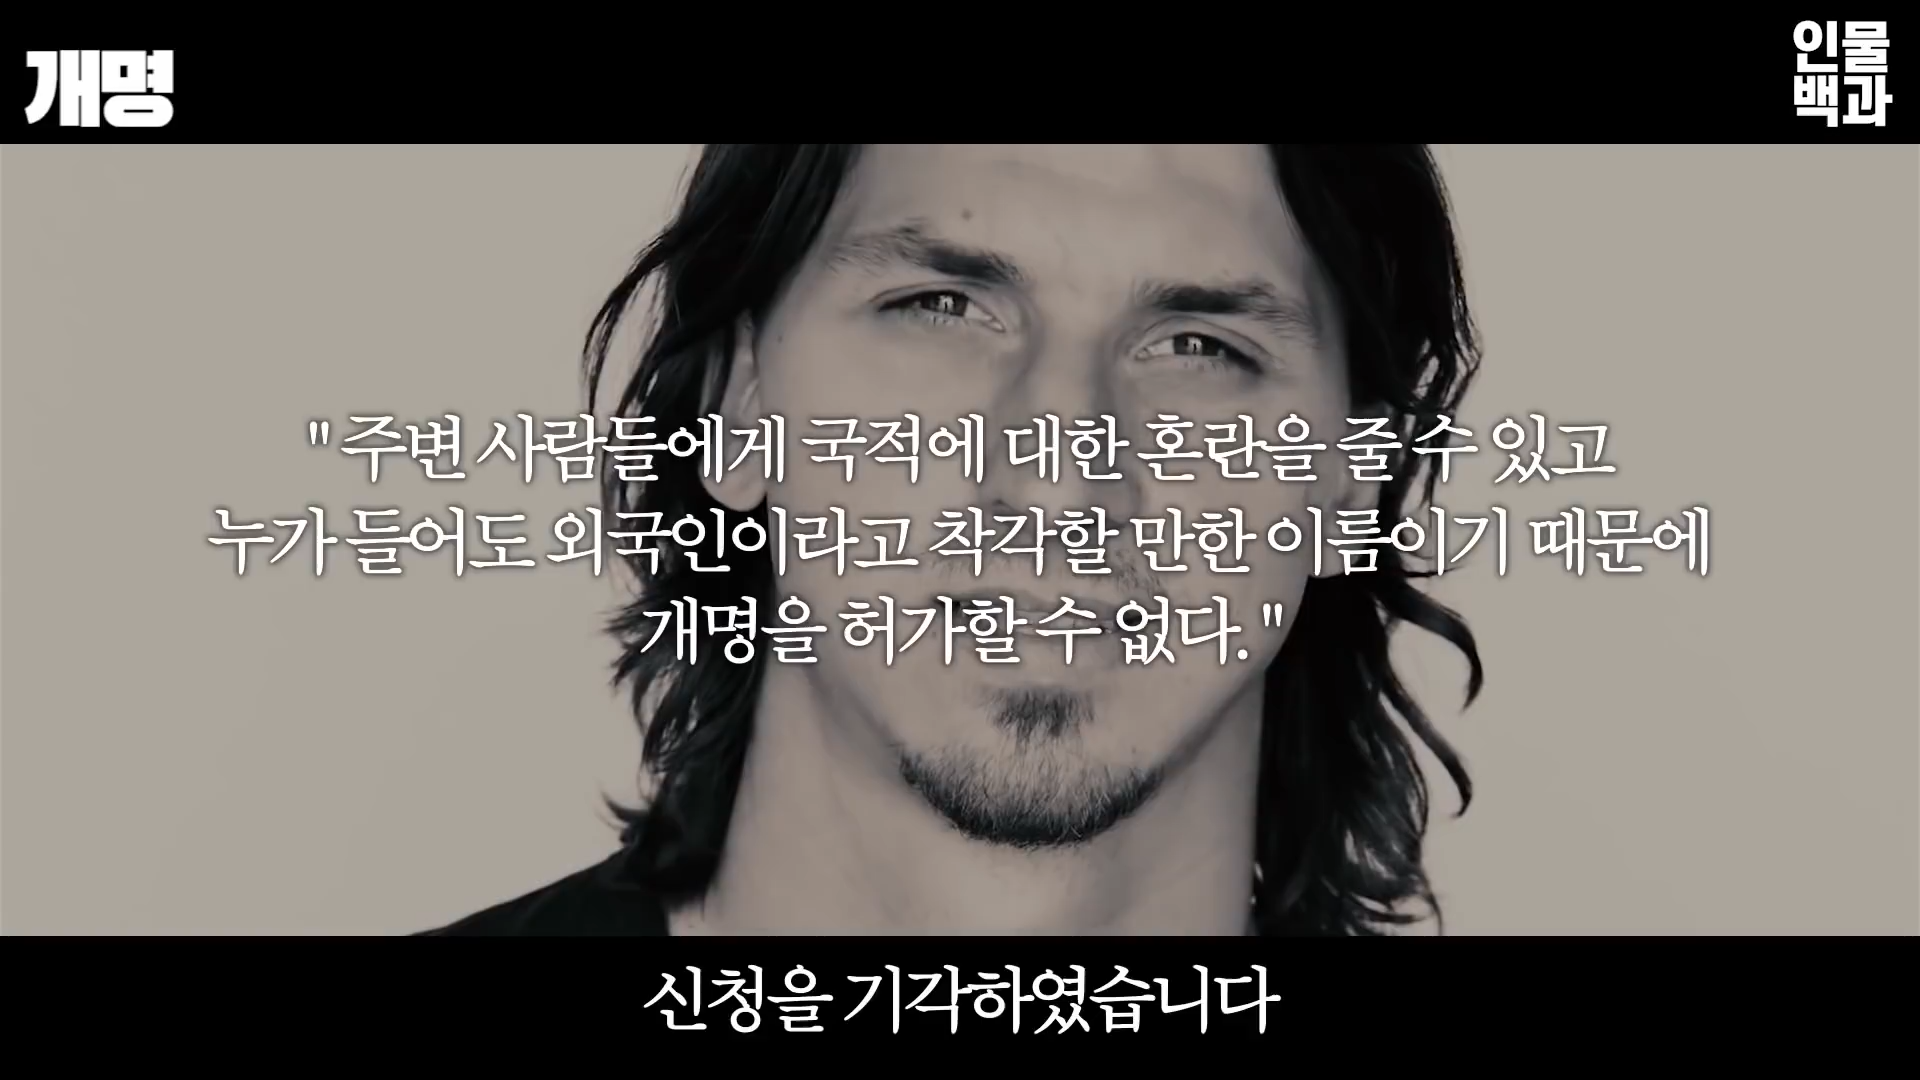 개명
인물
백과
" 주변 사람들에게 국적에 대한 혼란을 줄 수 있고
누가 들어도 외국인이라고 착각할 만한 이름이기 때문에
개명을 허가할 수 없다. "
신청을 기각하였습니다